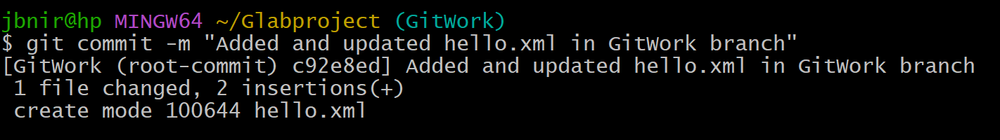 jbnir@hp MINGW64 ~/Glabproject (GitWork)
$ git commit -m "Added and updated hello.xml in GitWork branch"
[GitWork (root-commit) c92e8ed] Added and updated hello.xml in GitWork branch
 1 file changed, 2 insertions(+)
 create mode 100644 hello.xml